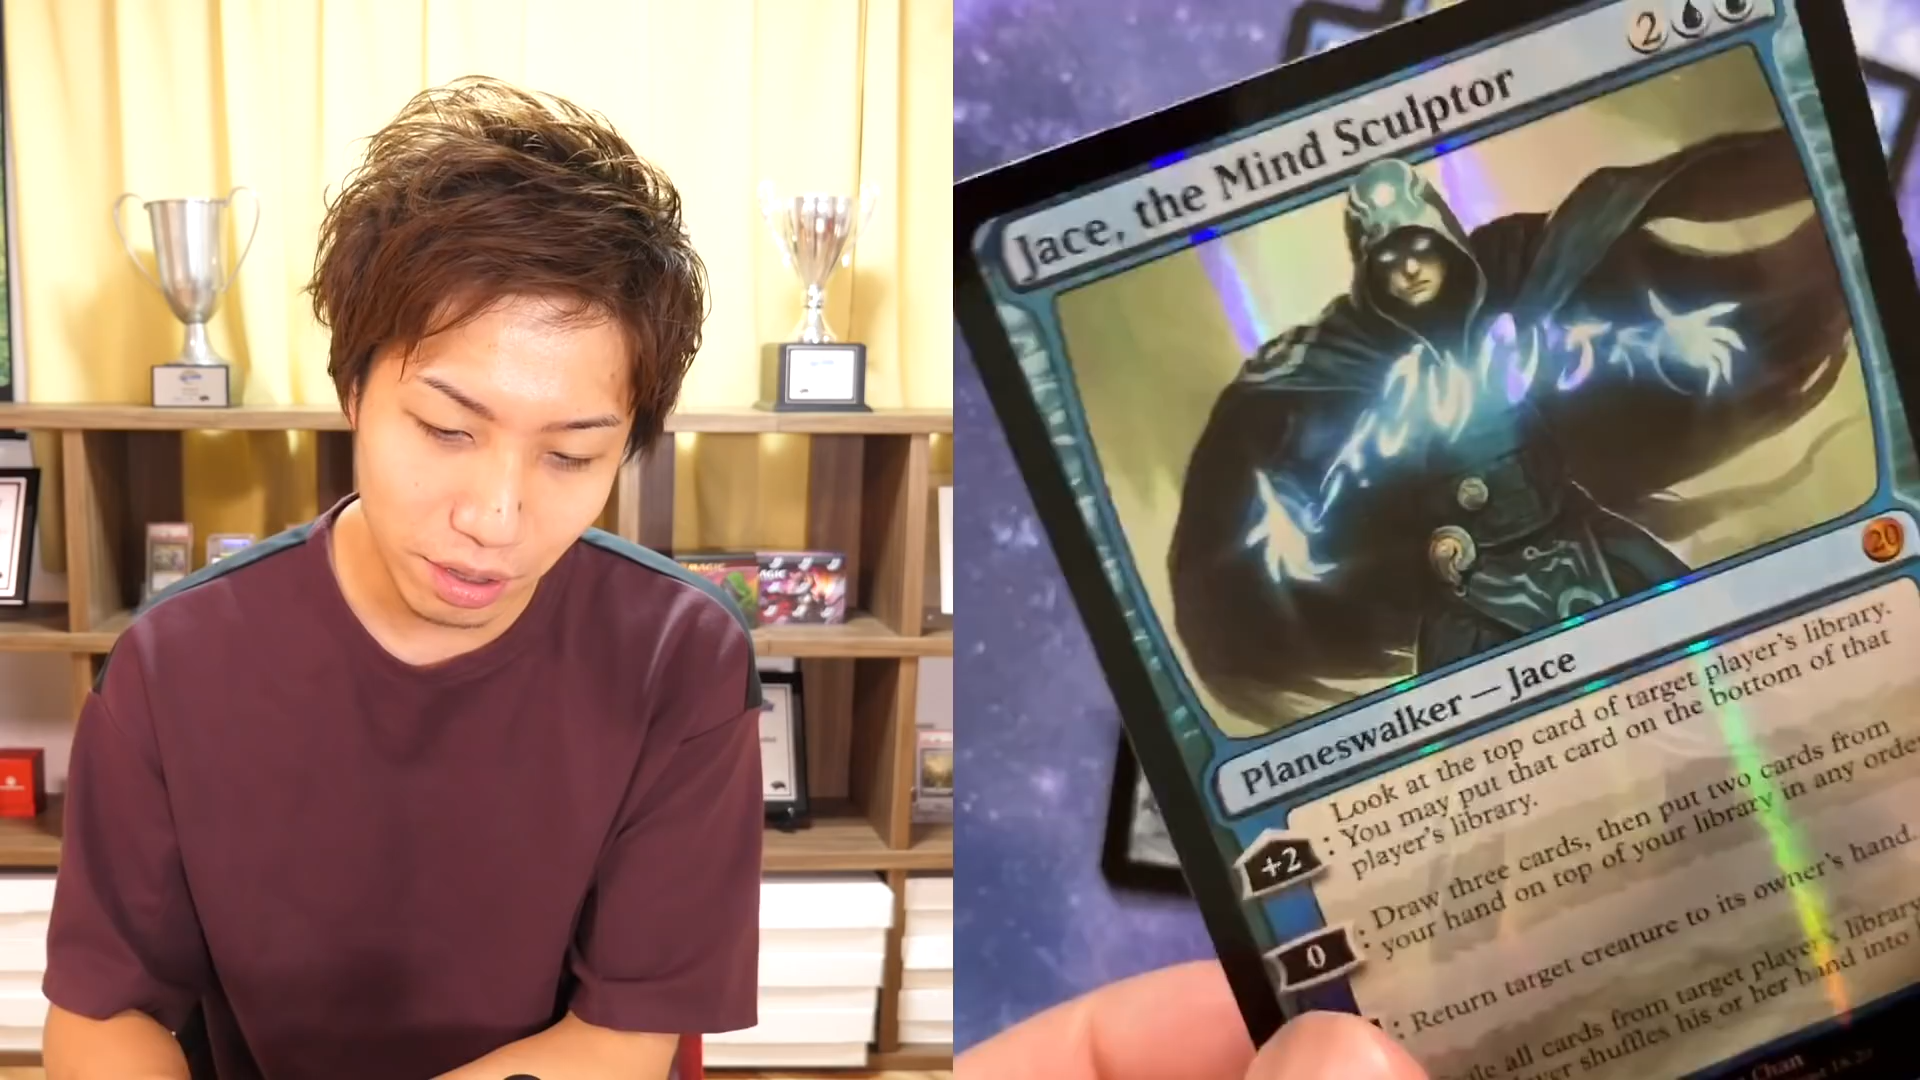 Jace, the Mind Sculptor
2
20
Planeswalker — Jace
Look at the top card of target player's library.
+2 : You may put that card on the bottom of that
player's library.
0 : Draw three cards, then put two cards from
your hand on top of your library in any order
: Return target creature to its owner's hand.
all cards from target player's library
shuffles his or her hand into
Chan
MAGIC